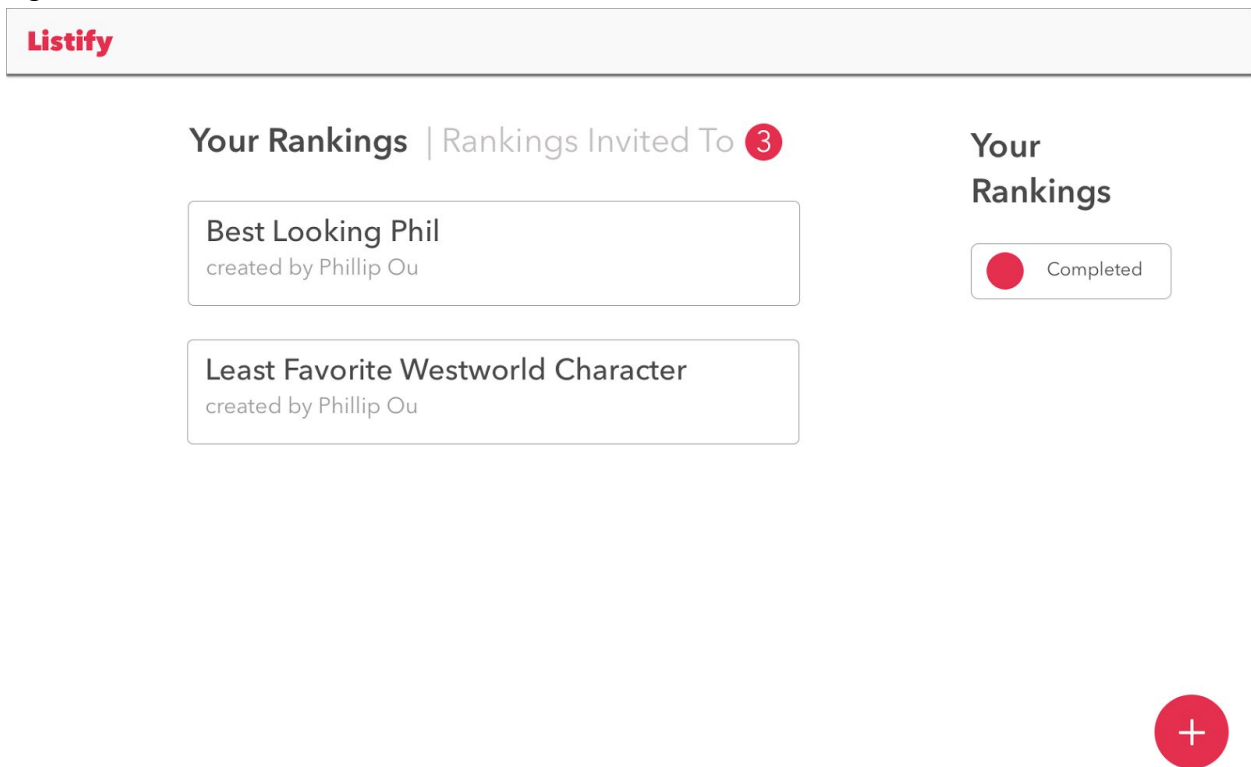 Listify
Your Rankings | Rankings Invited To 3
Best Looking Phil
created by Phillip Ou
Least Favorite Westworld Character
created by Phillip Ou
Your
Rankings
Completed
+